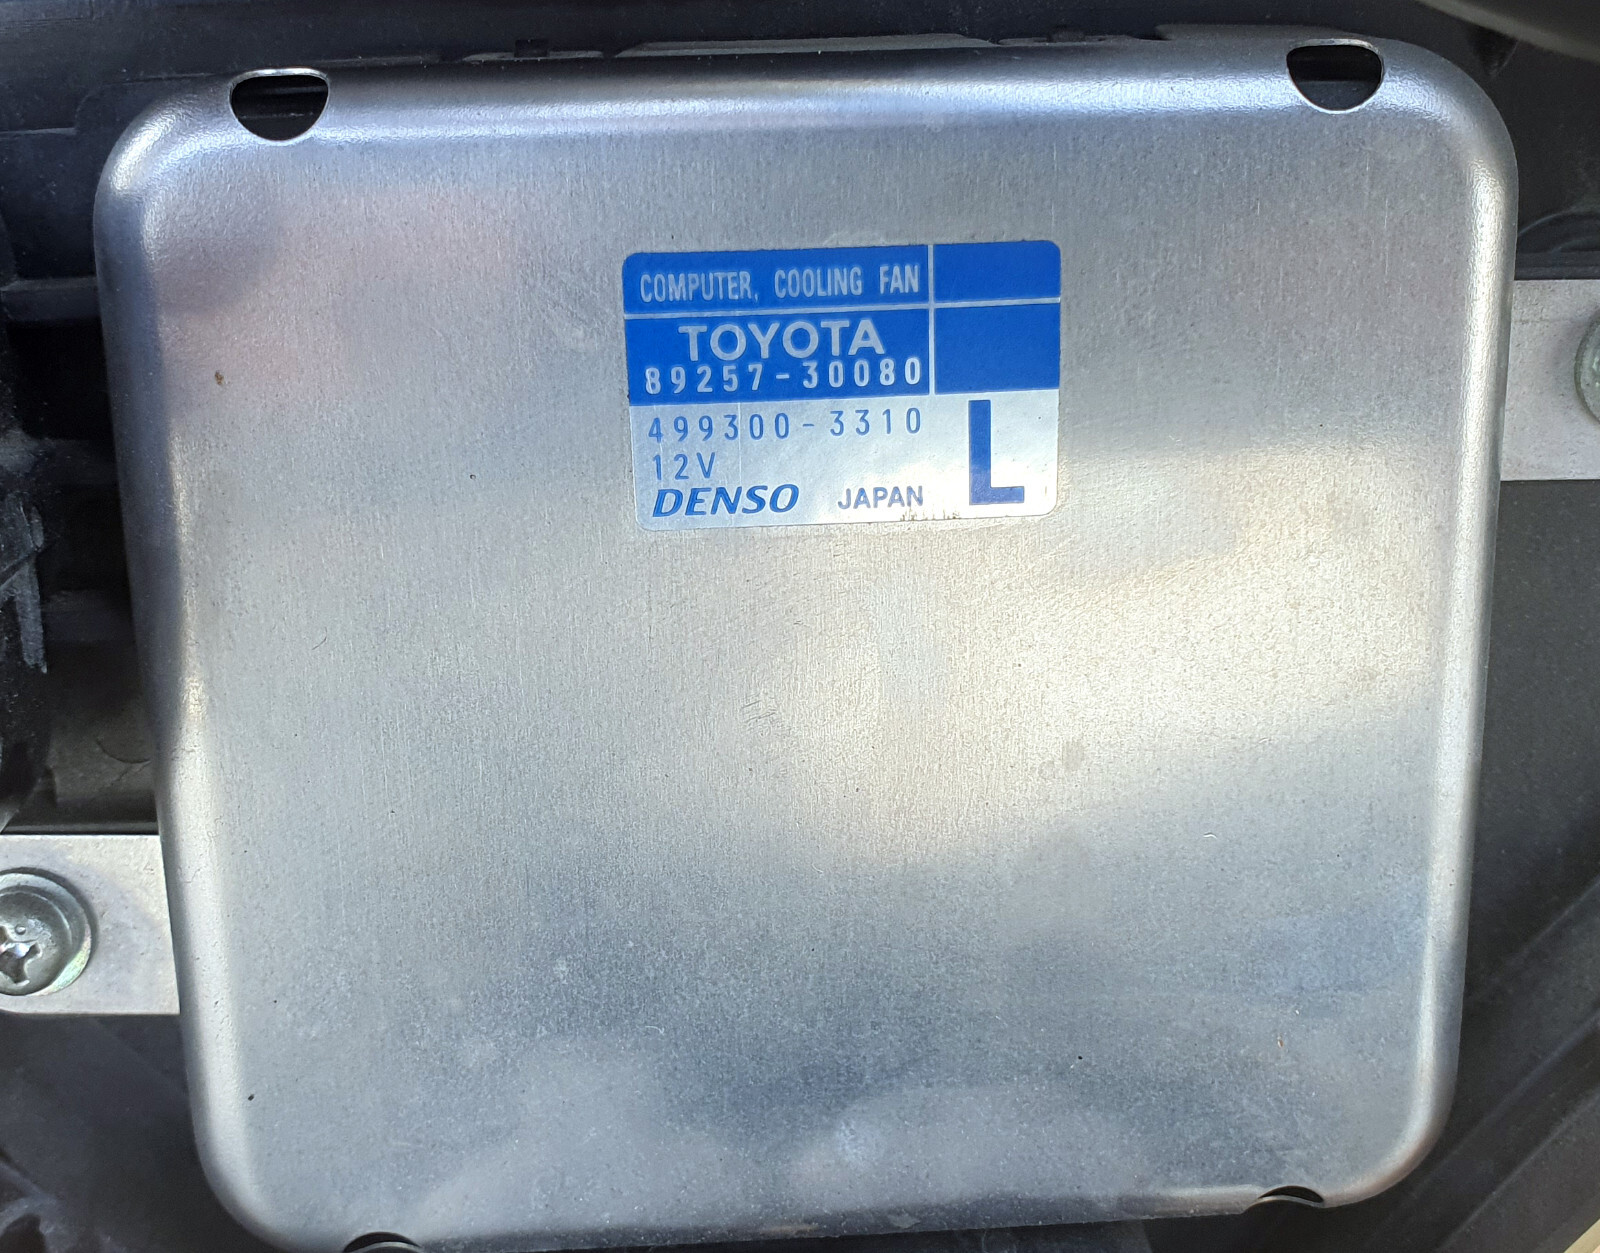 COMPUTER, COOLING FAN
TOYOTA
89257-30080
499300-3310
12V
DENSO JAPAN
L